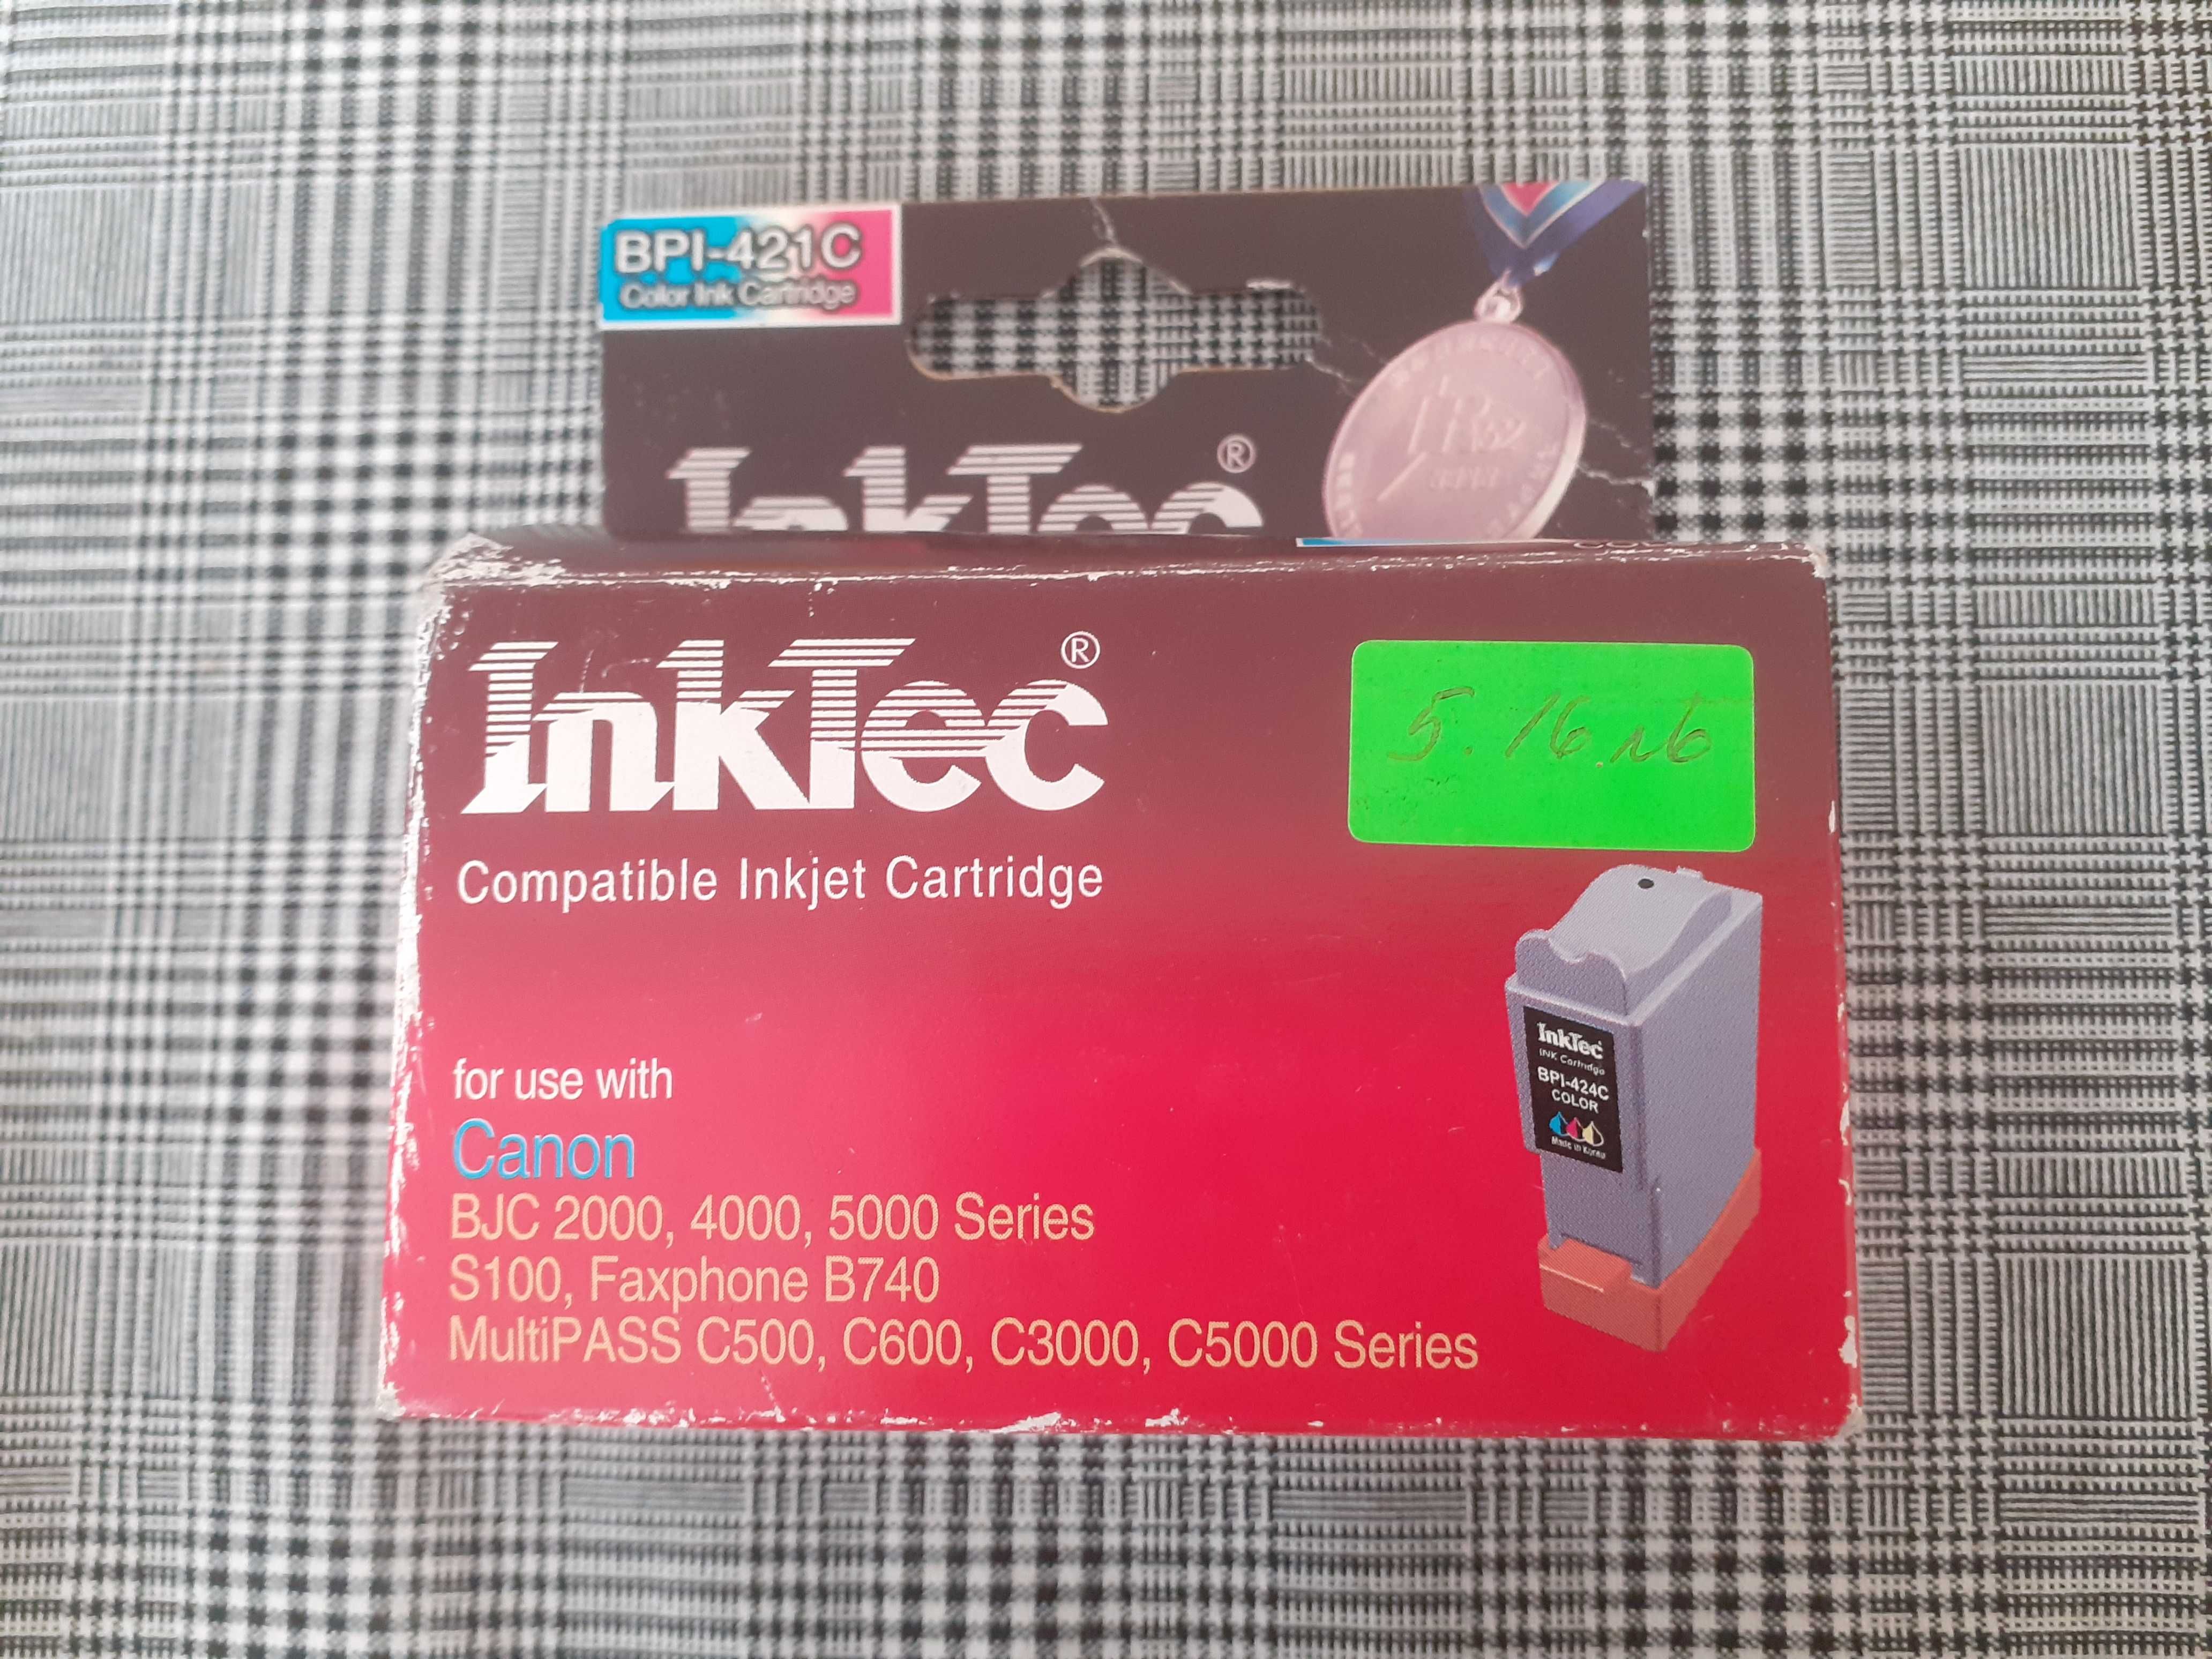 BPI-421C
Color Ink Cartridge
InkTec®
InkTec®
5.16 лв
Compatible Inkjet Cartridge
for use with
Canon
BJC 2000, 4000, 5000 Series
S100, Faxphone B740
MultiPASS C500, C600, C3000, C5000 Series
InkTec
INK Cartridge
BPI-424C
COLOR
Made in Korea